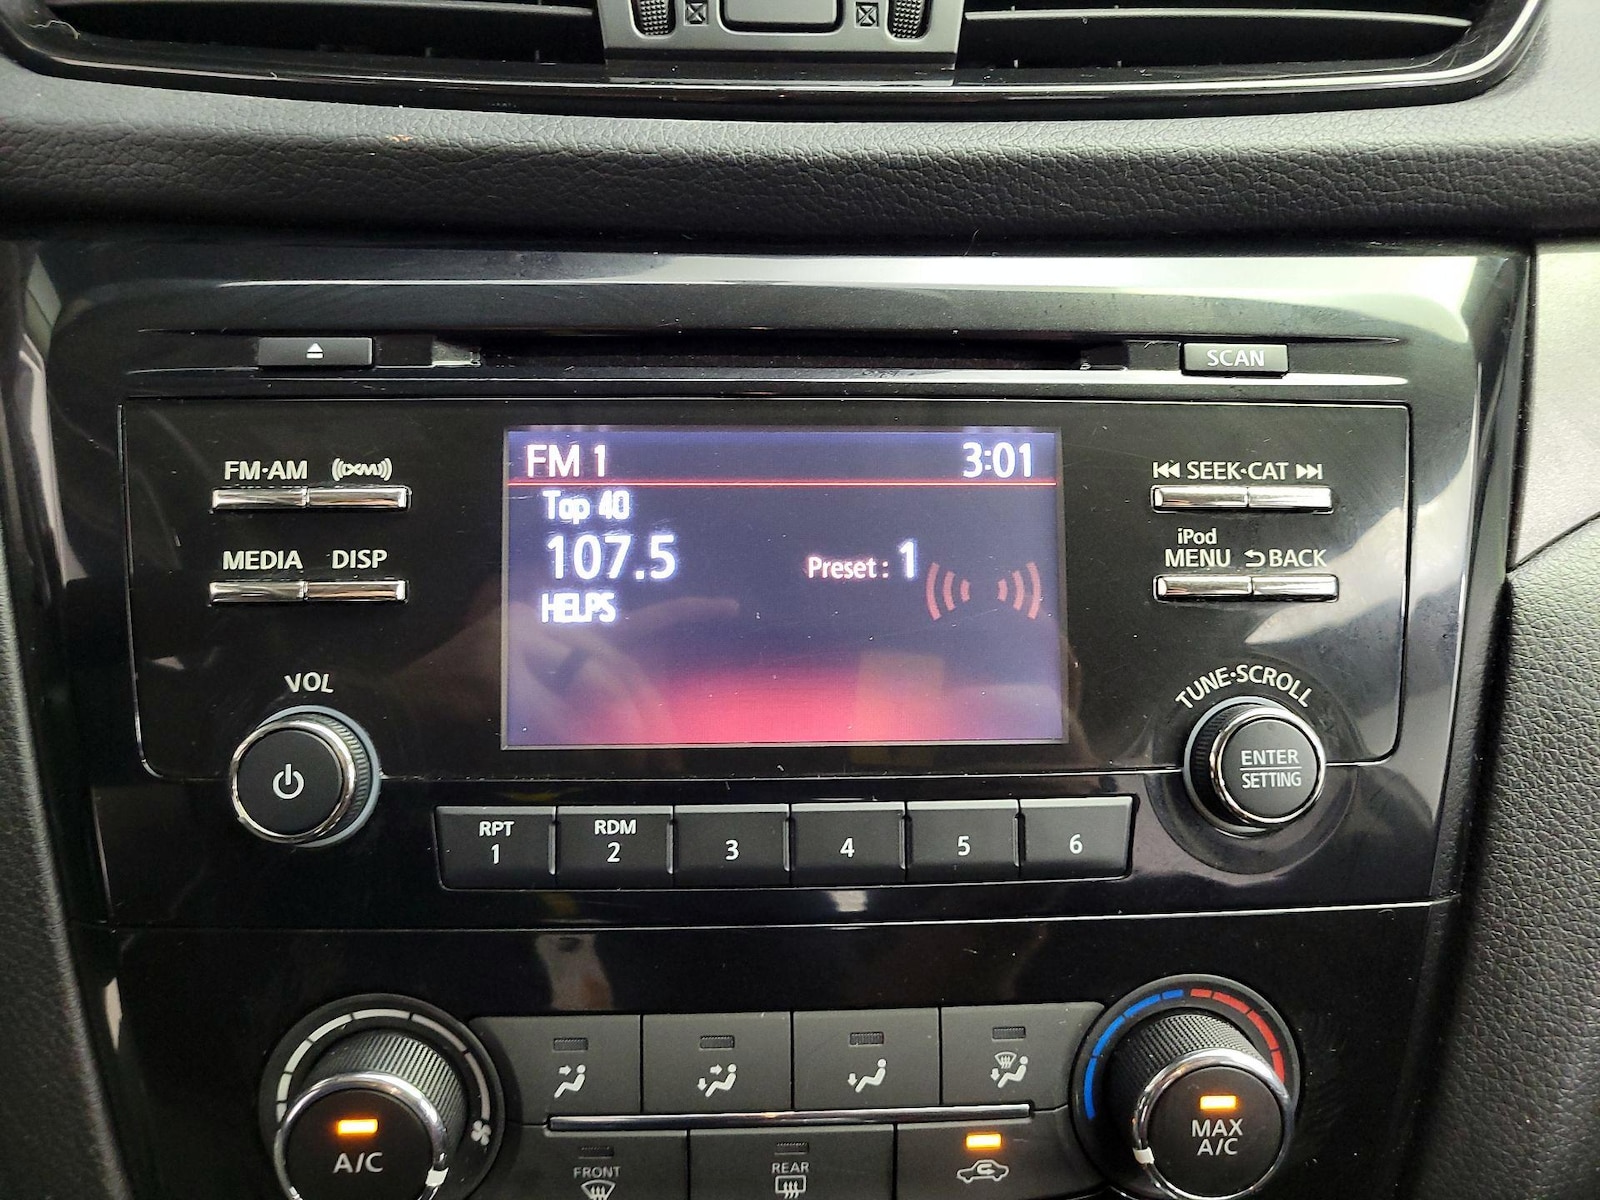 SCAN
FM·AM XM
SEEK·CAT
FM 1 3:01
Top 40
107.5 Preset: 1
HELPS
MEDIA DISP
iPod
MENU BACK
VOL
TUNE·SCROLL
ENTER
SETTING
RPT RDM
1 2 3 4 5 6
A/C
MAX
A/C
FRONT REAR